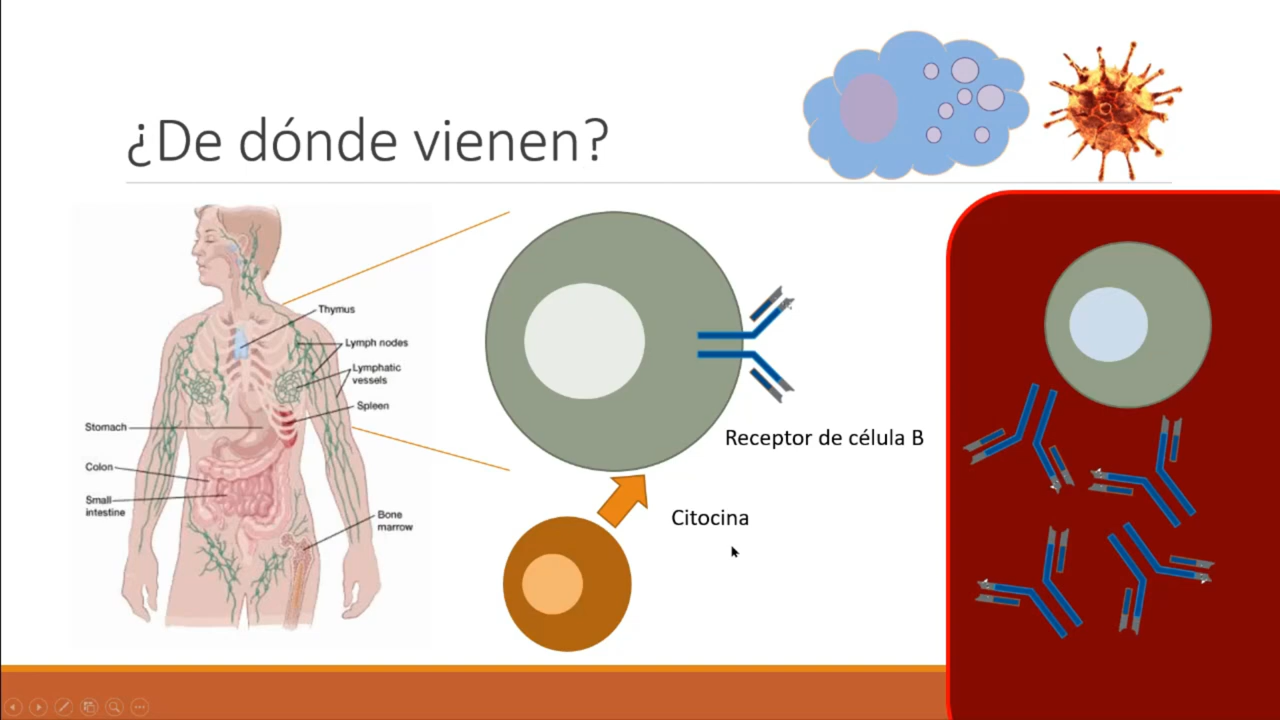 ¿De dónde vienen?
Thymus
Lymph nodes
Lymphatic
vessels
Spleen
Stomach
Colon
Small
intestine
Bone
marrow
Receptor de célula B
Citocina